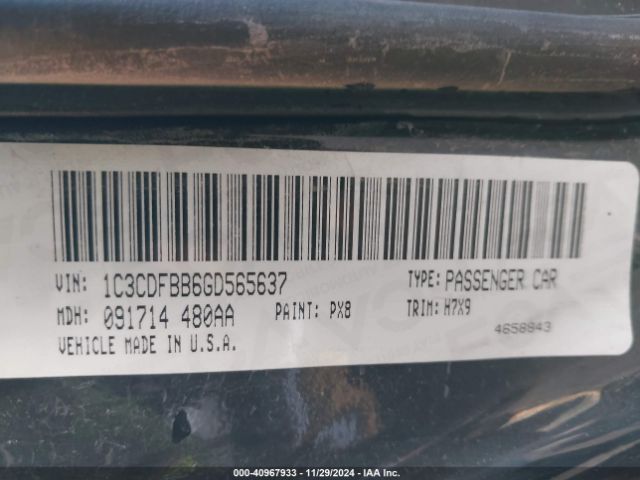 VIN: 1C3CDFBB6GD565637 TYPE: PASSENGER CAR
MDH: 091714 480AA PAINT: PX8 TRIM: H7X9
VEHICLE MADE IN U.S.A. 4658843
000-40967933 - 11/29/2024 - IAA Inc.